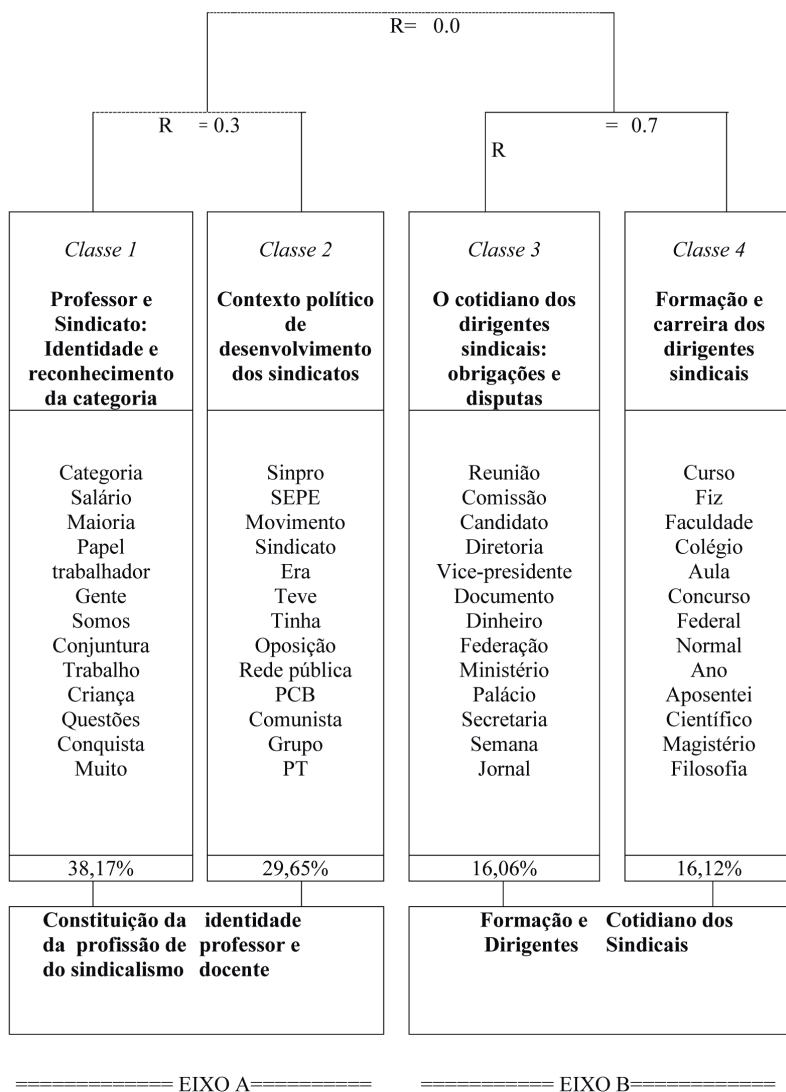 R= 0.0
R = 0.3
= 0.7
R
Classe 1
Professor e
Sindicato:
Identidade e
reconhecimento
da categoria
Categoria
Salário
Maioria
Papel
trabalhador
Gente
Somos
Conjuntura
Trabalho
Criança
Questões
Conquista
Muito
38,17%
Classe 2
Contexto político
de
desenvolvimento
dos sindicatos
Sinpro
SEPE
Movimento
Sindicato
Era
Teve
Tinha
Oposição
Rede pública
PCB
Comunista
Grupo
PT
29,65%
Classe 3
O cotidiano dos
dirigentes
sindicais:
obrigações e
disputas
Reunião
Comissão
Candidato
Diretoria
Vice-presidente
Documento
Dinheiro
Federação
Ministério
Palácio
Secretaria
Semana
Jornal
16,06%
Classe 4
Formação e
carreira dos
dirigentes
sindicais
Curso
Fiz
Faculdade
Colégio
Aula
Concurso
Federal
Normal
Ano
Aposentei
Científico
Magistério
Filosofia
16,12%
Constituição da identidade
da profissão de professor e
do sindicalismo docente
Formação e Cotidiano dos
Dirigentes Sindicais
============= EIXO A==========
=========== EIXO B============